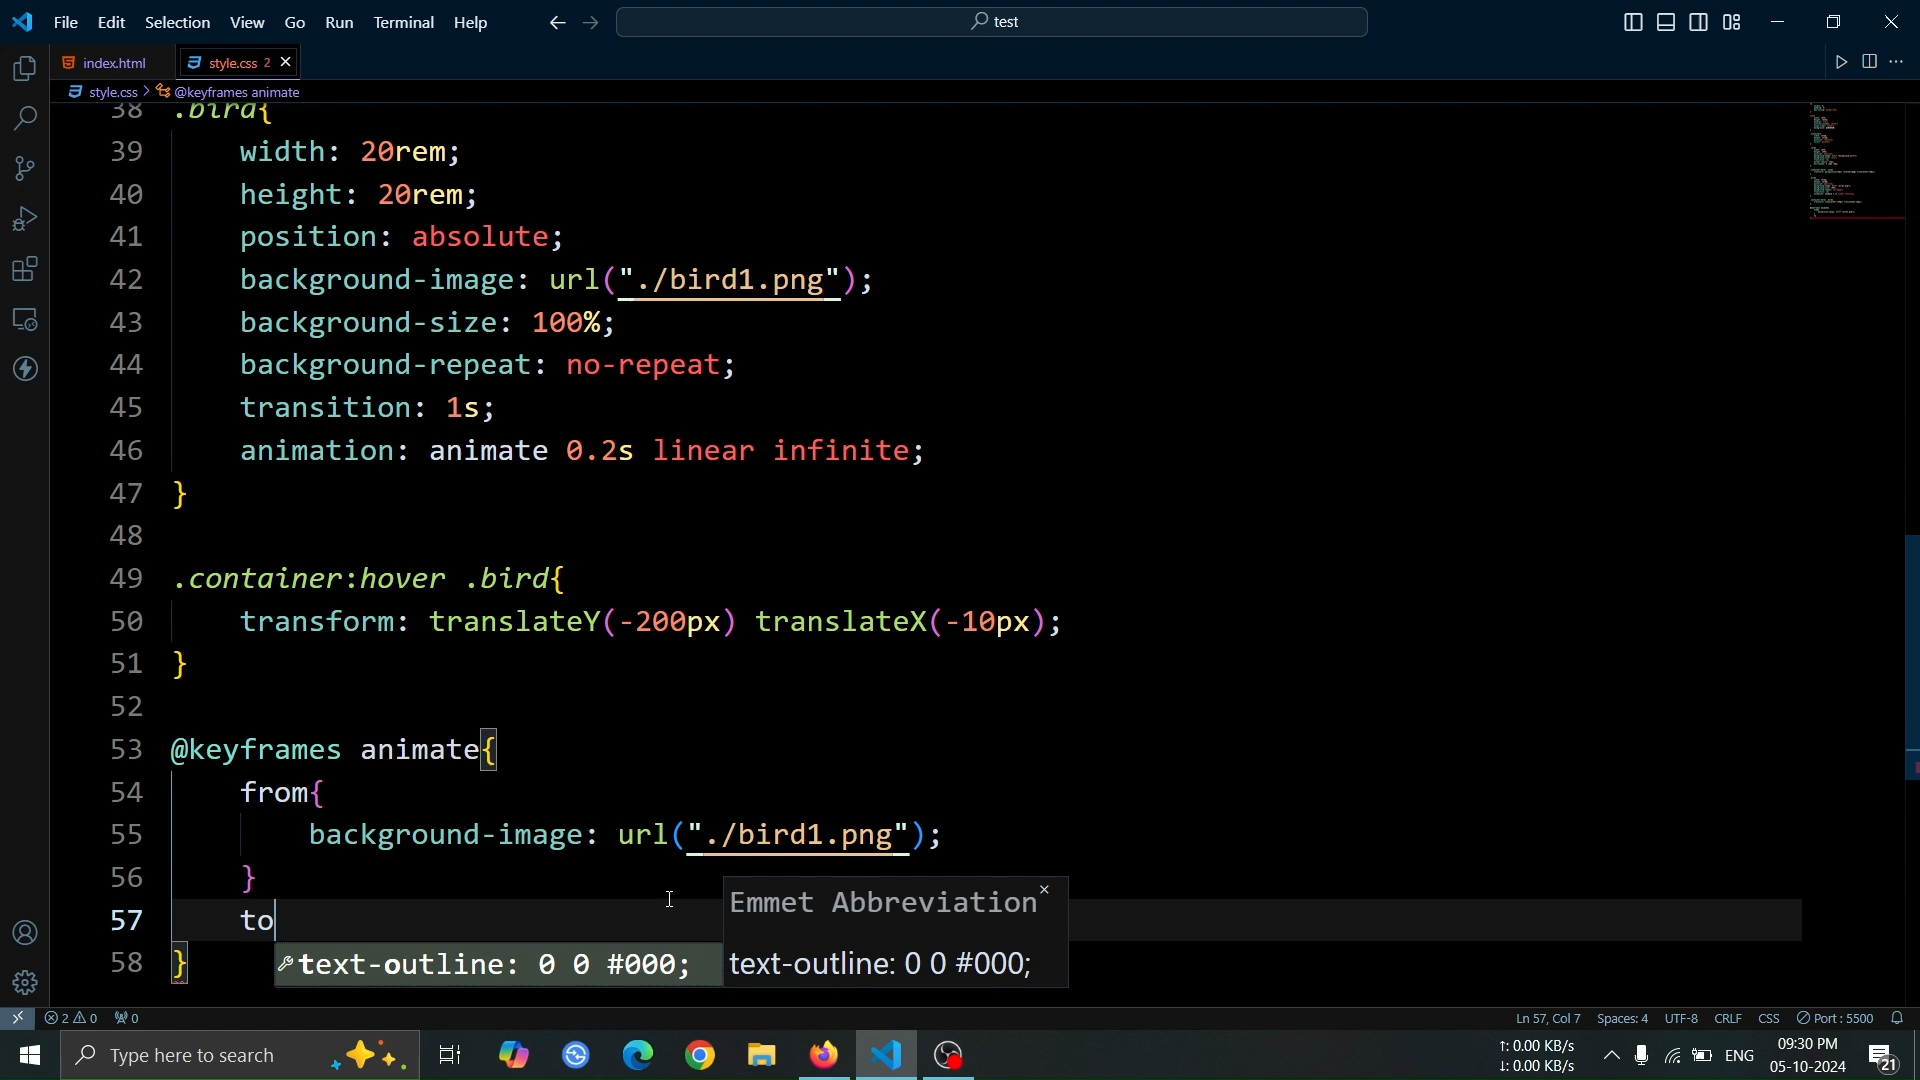 File Edit Selection View Go Run Terminal Help
test
index.html
style.css 2
style.css > @keyframes animate
38 .bird{
39 width: 20rem;
40 height: 20rem;
41 position: absolute;
42 background-image: url("./bird1.png");
43 background-size: 100%;
44 background-repeat: no-repeat;
45 transition: 1s;
46 animation: animate 0.2s linear infinite;
47 }
48
49 .container:hover .bird{
50 transform: translateY(-200px) translateX(-10px);
51 }
52
53 @keyframes animate{
54 from{
55 background-image: url("./bird1.png");
56 }
57 to
Emmet Abbreviation
58 }
text-outline: 0 0 #000;
text-outline: 0 0 #000;
2 0 0
Ln 57, Col 7 Spaces: 4 UTF-8 CRLF CSS Port : 5500
Type here to search
↑: 0.00 KB/s
↓: 0.00 KB/s
ENG
09:30 PM
05-10-2024
21